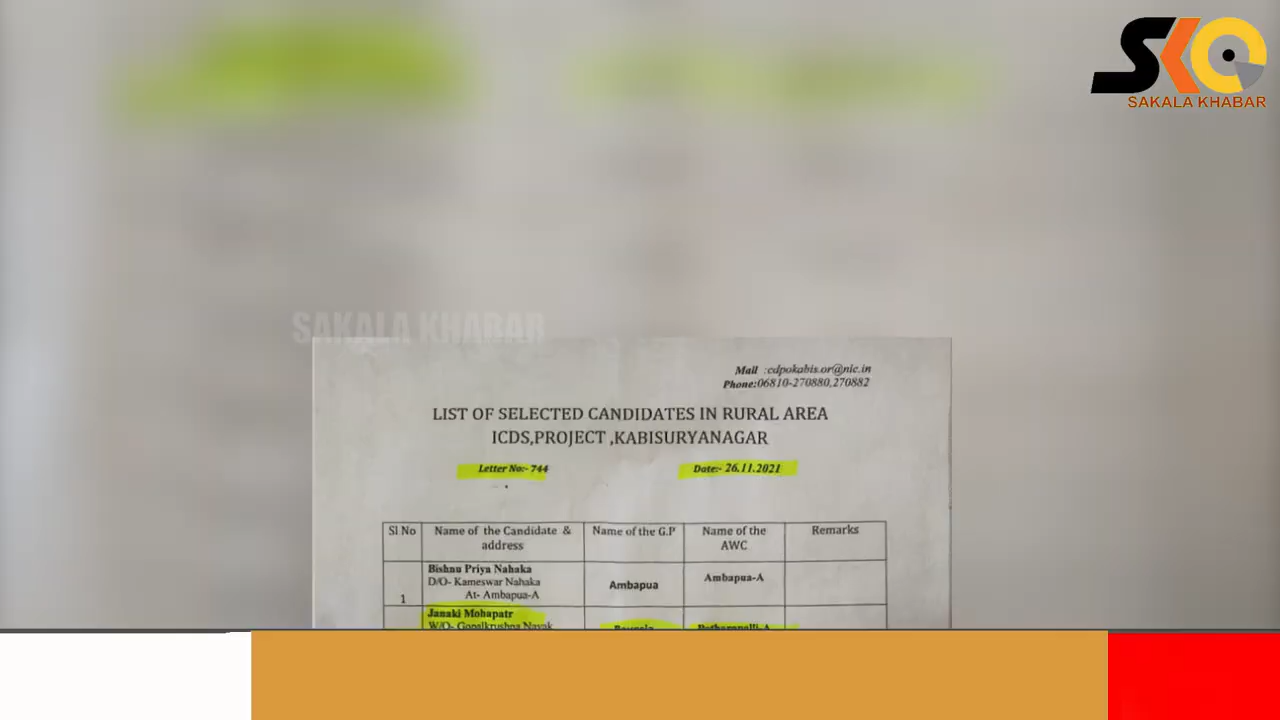 SKC
SAKALA KHABAR
SAKALA KHABAR
Mail :cdpokabis.or@nic.in
Phone:06810-270880,270882
LIST OF SELECTED CANDIDATES IN RURAL AREA
ICDS,PROJECT ,KABISURYANAGAR
Letter No:- 744
Date:- 26.11.2021
Sl No
Name of the Candidate &
address
Name of the G.P
Name of the
AWC
Remarks
1
Bishnu Priya Nahaka
D/O- Kameswar Nahaka
At- Ambapua-A
Ambapua
Ambapua-A
Janaki Mohapatr
W/O- Gopalkrushna Nayak